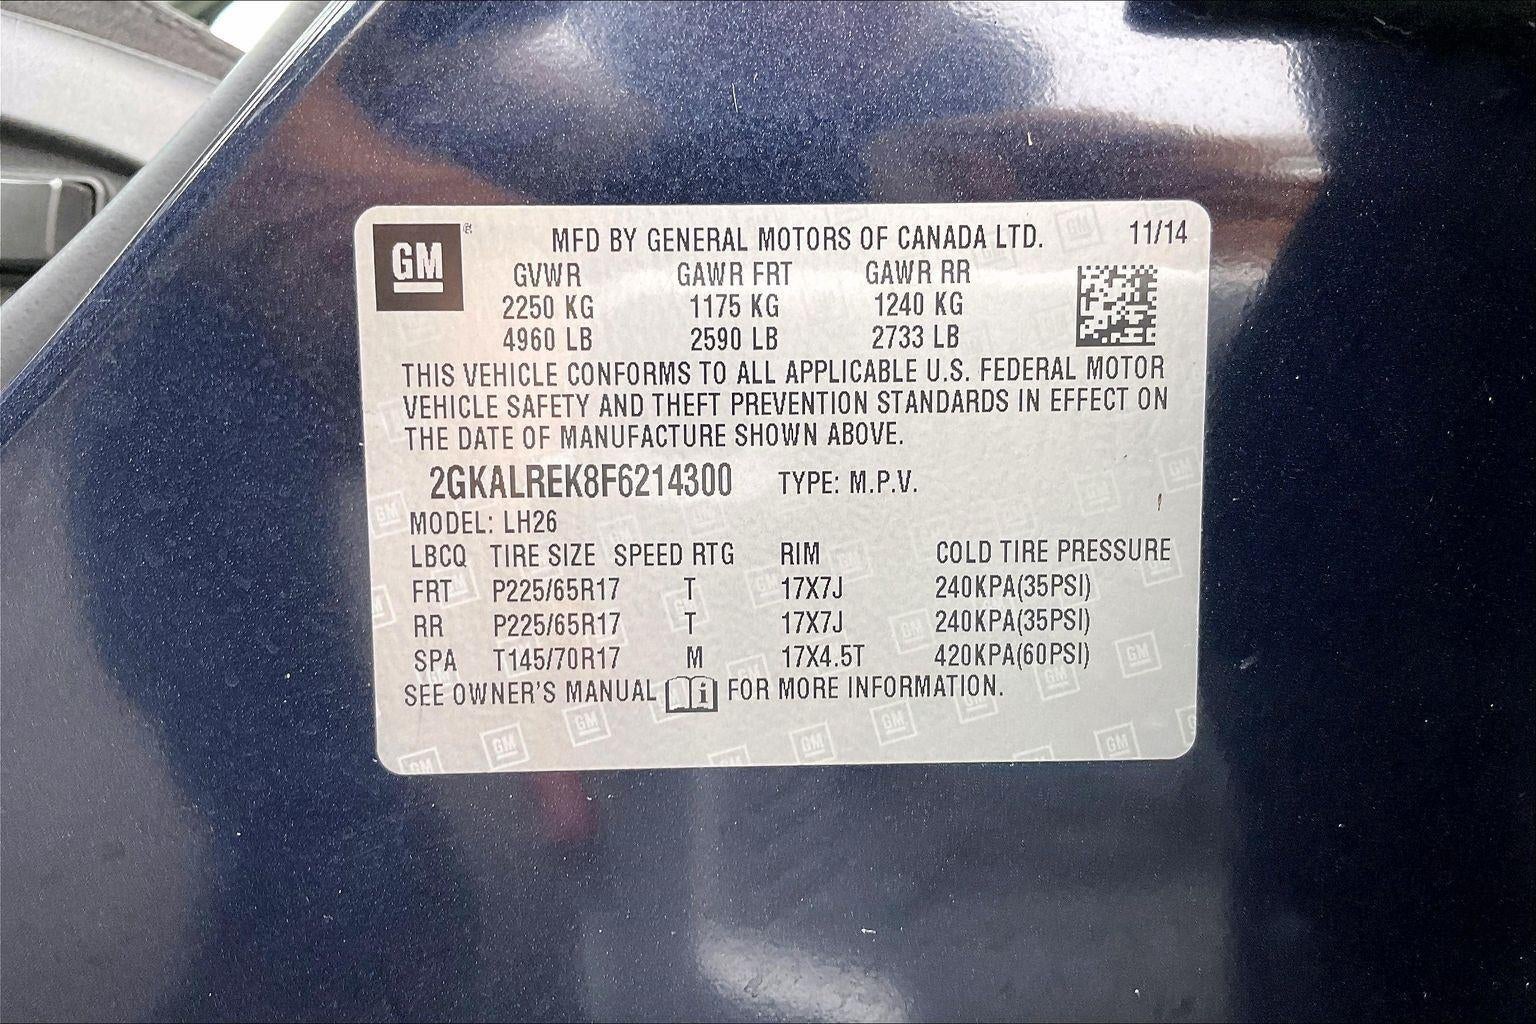 GM
MFD BY GENERAL MOTORS OF CANADA LTD. 11/14
GVWR GAWR FRT GAWR RR
2250 KG 1175 KG 1240 KG
4960 LB 2590 LB 2733 LB
THIS VEHICLE CONFORMS TO ALL APPLICABLE U.S. FEDERAL MOTOR
VEHICLE SAFETY AND THEFT PREVENTION STANDARDS IN EFFECT ON
THE DATE OF MANUFACTURE SHOWN ABOVE.
2GKALREK8F6214300 TYPE: M.P.V.
MODEL: LH26
LBCQ TIRE SIZE SPEED RTG RIM COLD TIRE PRESSURE
FRT P225/65R17 T 17X7J 240KPA(35PSI)
RR P225/65R17 T 17X7J 240KPA(35PSI)
SPA T145/70R17 M 17X4.5T 420KPA(60PSI)
SEE OWNER'S MANUAL i FOR MORE INFORMATION.